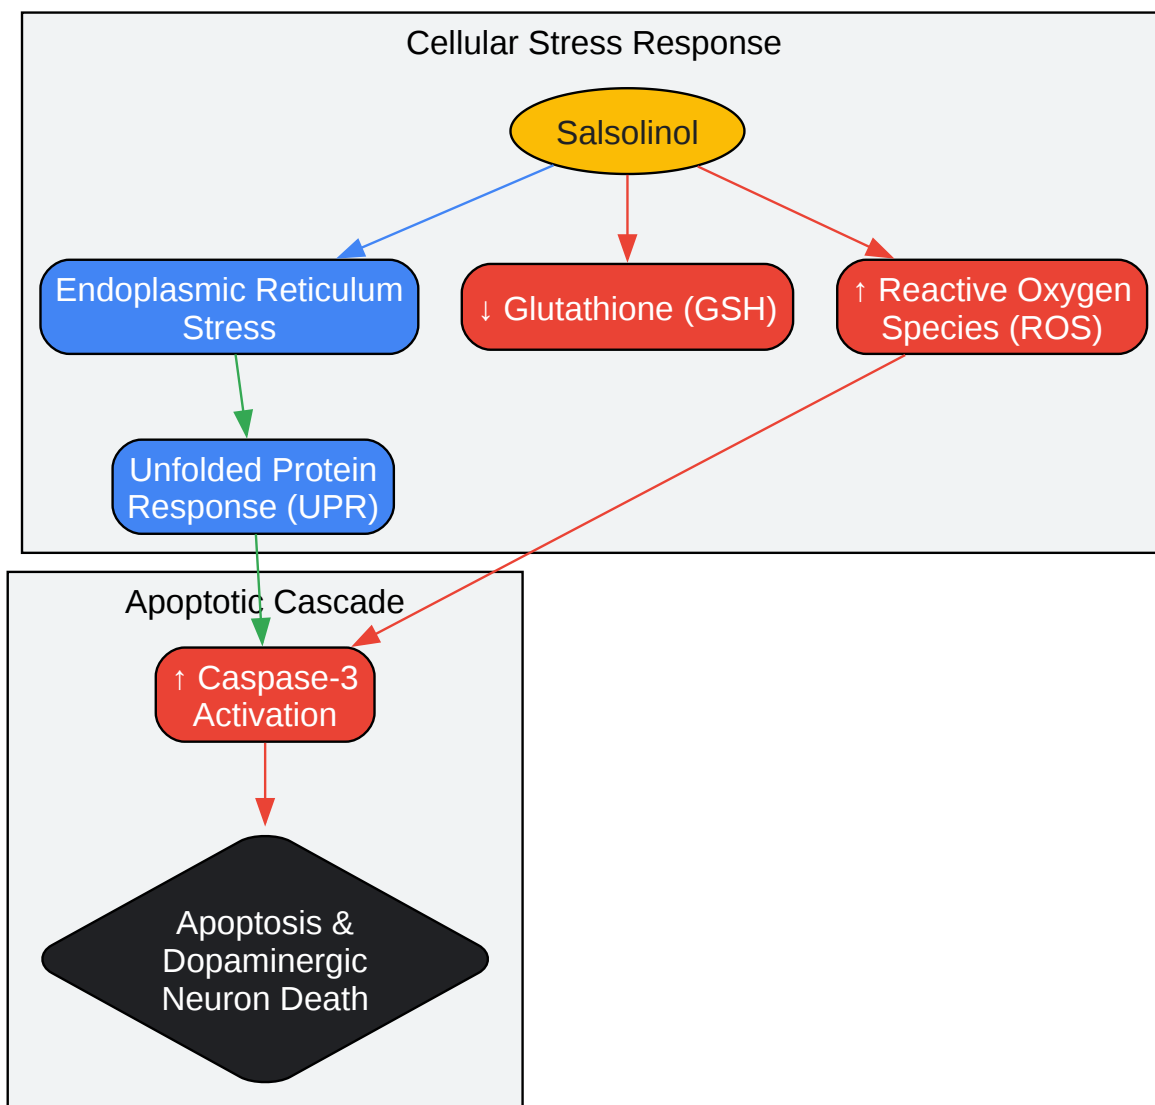 Cellular Stress Response
Salsolinol
Endoplasmic Reticulum
Stress
↓ Glutathione (GSH)
↑ Reactive Oxygen
Species (ROS)
Unfolded Protein
Response (UPR)
Apoptotic Cascade
↑ Caspase-3
Activation
Apoptosis &
Dopaminergic
Neuron Death